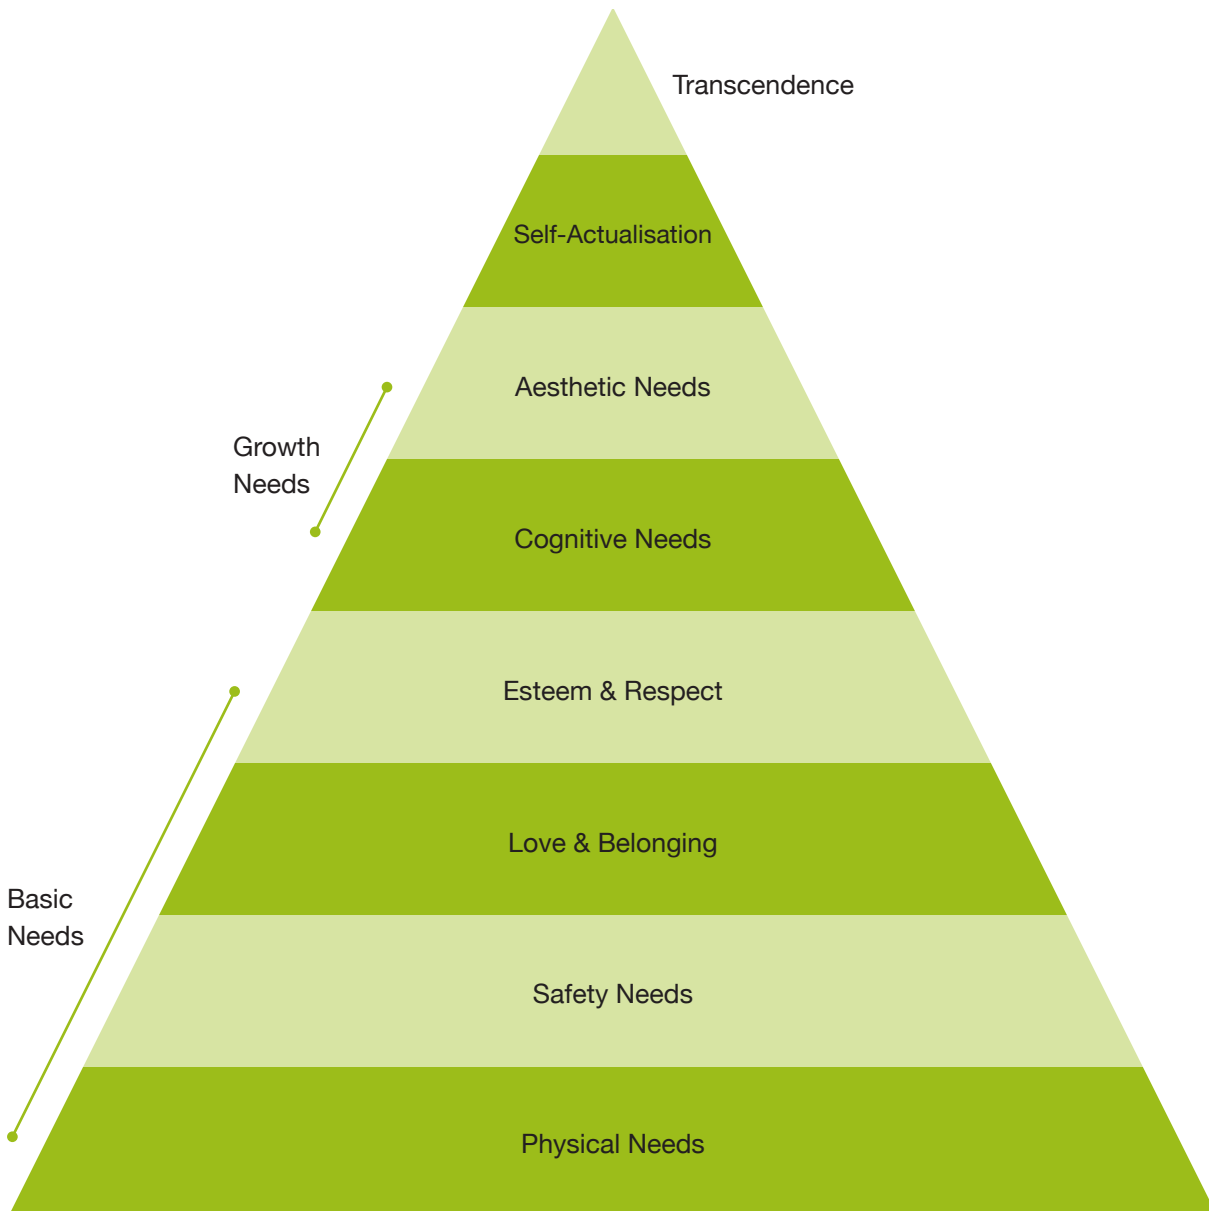 Transcendence
Self-Actualisation
Aesthetic Needs
Growth
Needs
Cognitive Needs
Esteem & Respect
Love & Belonging
Basic
Needs
Safety Needs
Physical Needs